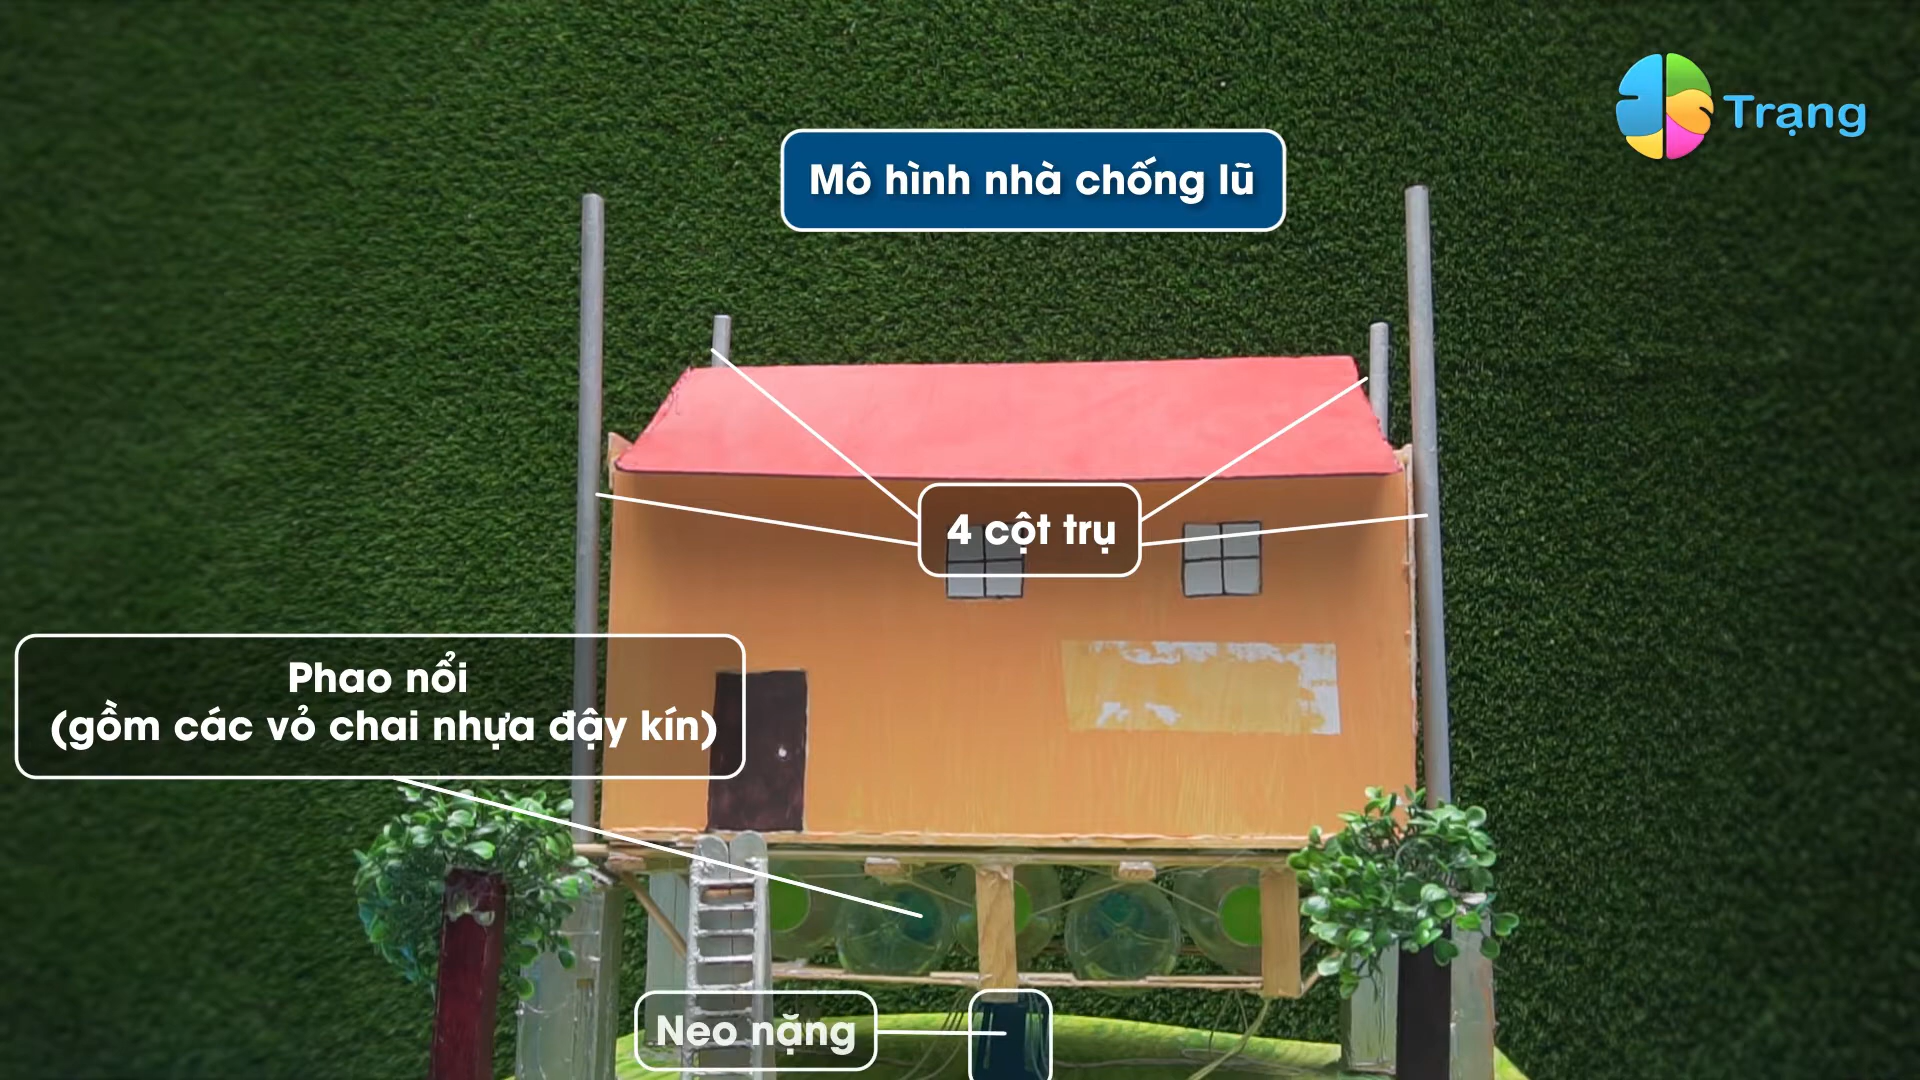 Trạng
Mô hình nhà chống lũ
4 cột trụ
Phao nổi
(gồm các vỏ chai nhựa đậy kín)
Neo nặng